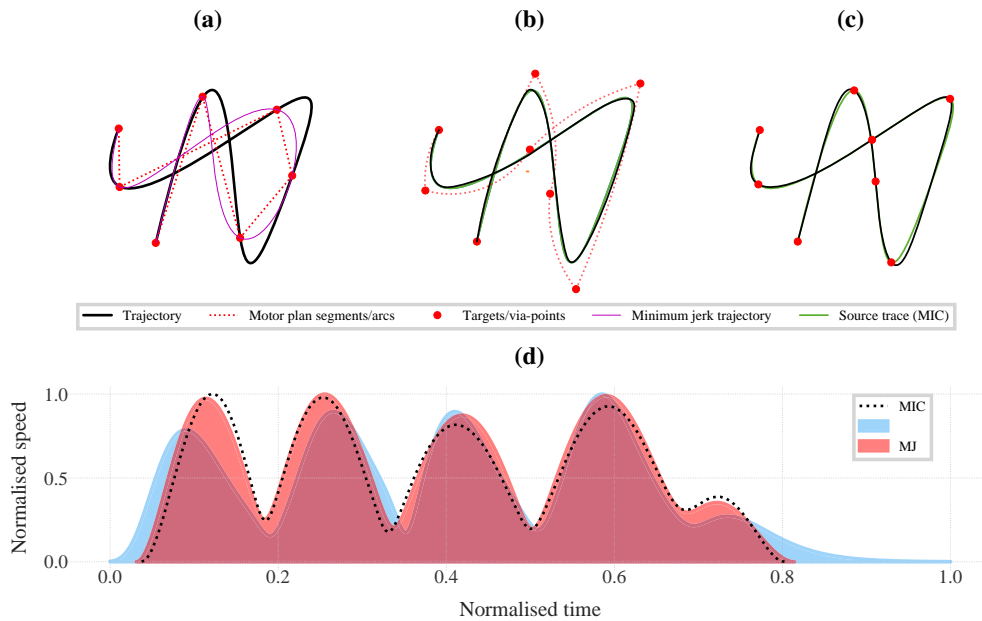 (a) (b) (c)
Trajectory Motor plan segments/arcs Targets/via-points Minimum jerk trajectory Source trace (MIC)
(d)
Normalised speed
1.0
0.5
0.0
MIC
MJ
0.0 0.2 0.4 0.6 0.8 1.0
Normalised time